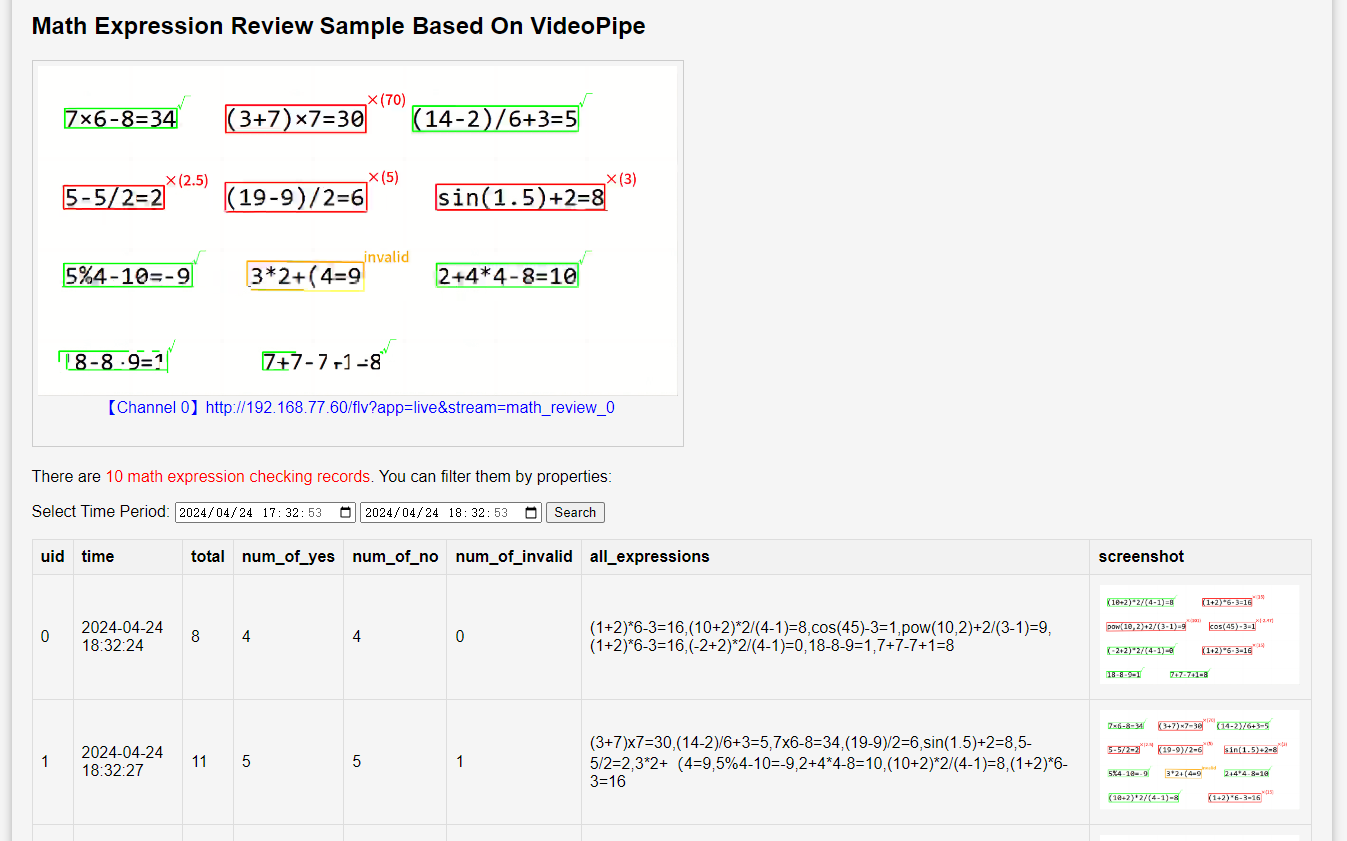 Math Expression Review Sample Based On VideoPipe
7×6-8=34 √ (3+7)×7=30 ×(70) (14-2)/6+3=5 √
5-5/2=2 ×(2.5) (19-9)/2=6 ×(5) sin(1.5)+2=8 ×(3)
5%4-10=-9 √ 3*2+(4=9 invalid 2+4*4-8=10 √
【Channel 0】http://192.168.77.60/flv?app=live&stream=math_review_0
There are 10 math expression checking records. You can filter them by properties:
Select Time Period: 2024/04/24 17:32:53 2024/04/24 18:32:53 Search
uid time total num_of_yes num_of_no num_of_invalid all_expressions screenshot
0 2024-04-24 18:32:24 8 4 4 0 (1+2)*6-3=16,(10+2)*2/(4-1)=8,cos(45)-3=1,pow(10,2)+2/(3-1)=9,
(1+2)*6-3=16,(-2+2)*2/(4-1)=0,18-8-9=1,7+7-7+1=8
(10+2)*2/(4-1)=8 (1+2)*6-3=16
pow(10,2)+2/(3-1)=9 cos(45)-3=1
(-2+2)*2/(4-1)=0 (1+2)*6-3=16
18-8-9=1 7+7-7+1=8
1 2024-04-24 18:32:27 11 5 5 1 (3+7)x7=30,(14-2)/6+3=5,7x6-8=34,(19-9)/2=6,sin(1.5)+2=8,5-
5/2=2,3*2+（4=9,5%4-10=-9,2+4*4-8=10,(10+2)*2/(4-1)=8,(1+2)*6-
3=16
7×6-8=34 (3+7)×7=30 (14-2)/6+3=5
5-5/2=2 (19-9)/2=6 sin(1.5)+2=8
5%4-10=-9 3*2+(4=9 2+4*4-8=10
(10+2)*2/(4-1)=8 (1+2)*6-3=16